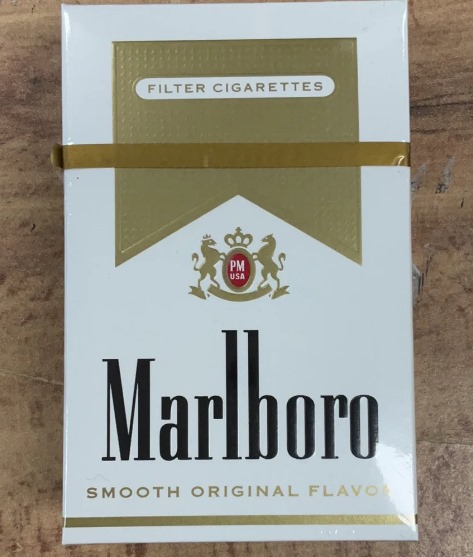 FILTER CIGARETTES
PM
USA
Marlboro
SMOOTH ORIGINAL FLAVOR